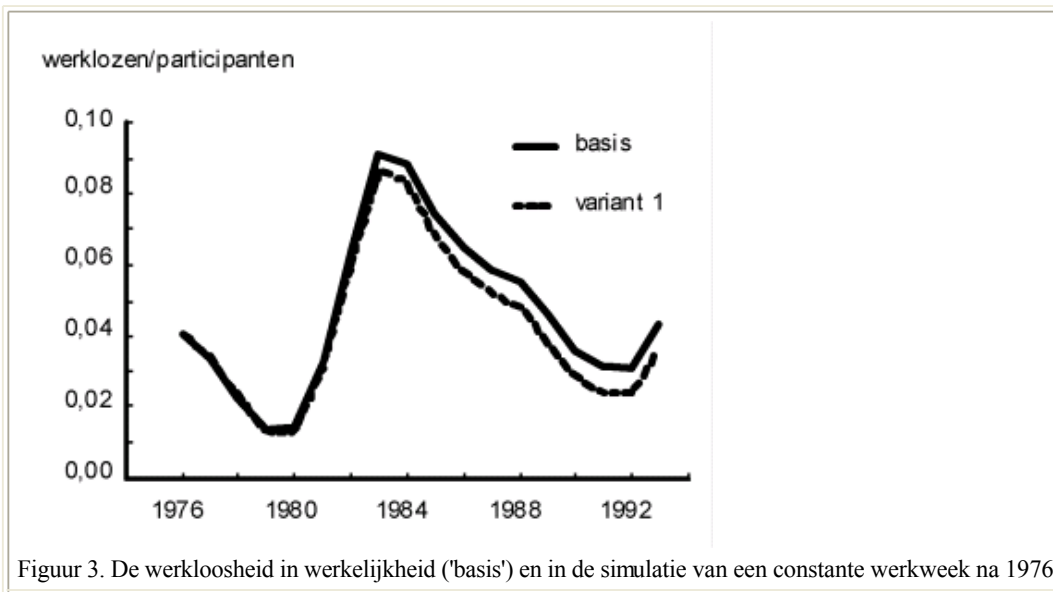 werklozen/participanten
0,10
basis
0,08
variant 1
0,06
0,04
0,02
0,00
1976 1980 1984 1988 1992
Figuur 3. De werkloosheid in werkelijkheid ('basis') en in de simulatie van een constante werkweek na 1976